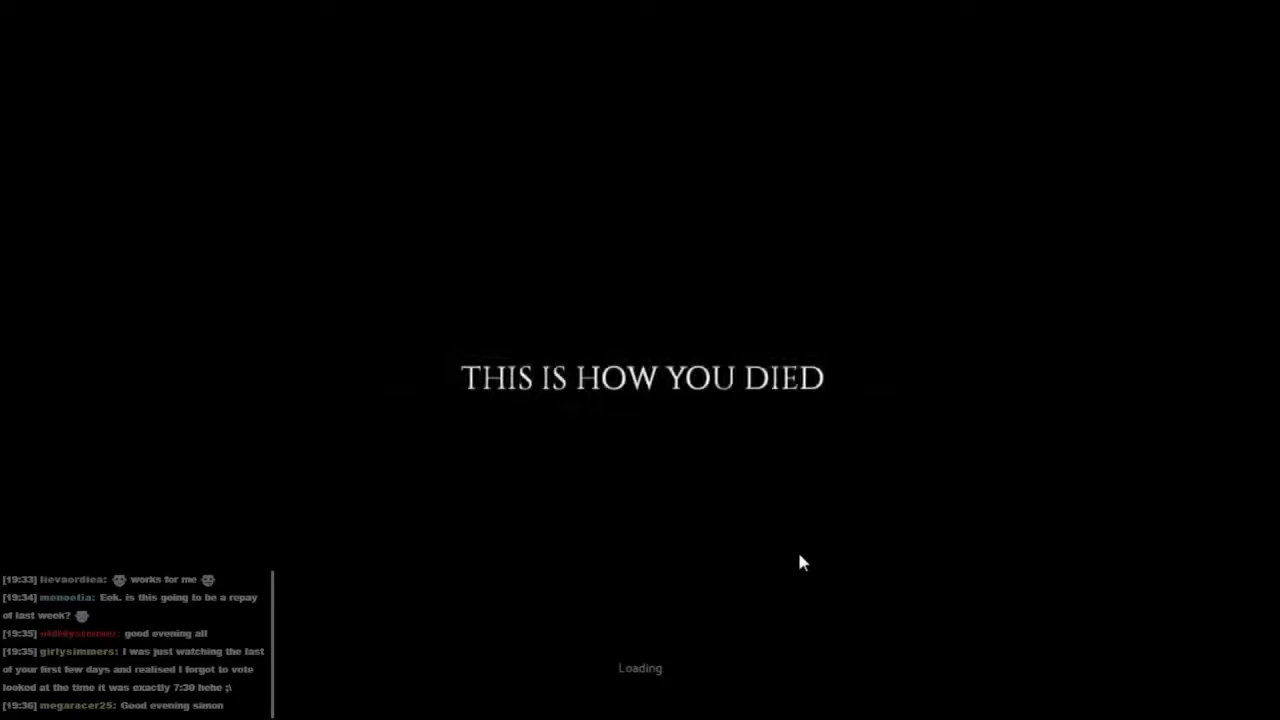 THIS IS HOW YOU DIED
Loading
[19:33] lievaordiea: works for me
[19:34] menoetia: Eek. is this going to be a repay
of last week?
[19:35] good evening all
[19:35] girlysimmers: I was just watching the last
of your first few days and realised I forgot to vote
looked at the time it was exactly 7:30 hehe ;\
[19:36] megaracer25: Good evening simon